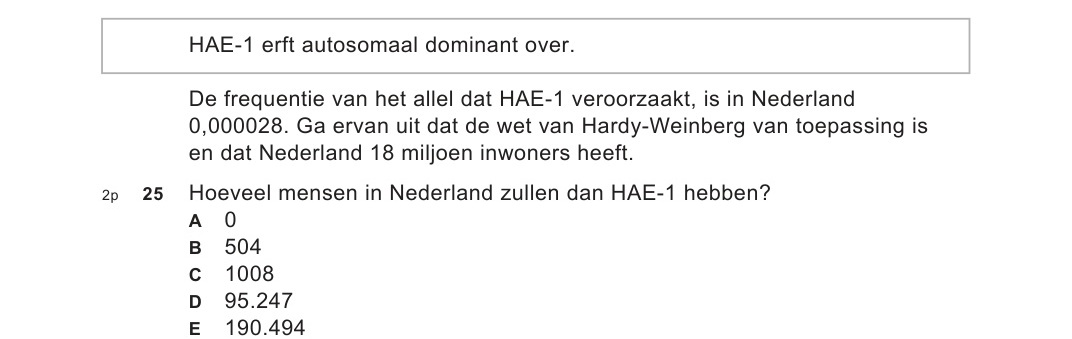 HAE-1 erft autosomaal dominant over.
De frequentie van het allel dat HAE-1 veroorzaakt, is in Nederland
0,000028. Ga ervan uit dat de wet van Hardy-Weinberg van toepassing is
en dat Nederland 18 miljoen inwoners heeft.
2p 25 Hoeveel mensen in Nederland zullen dan HAE-1 hebben?
A 0
B 504
C 1008
D 95.247
E 190.494